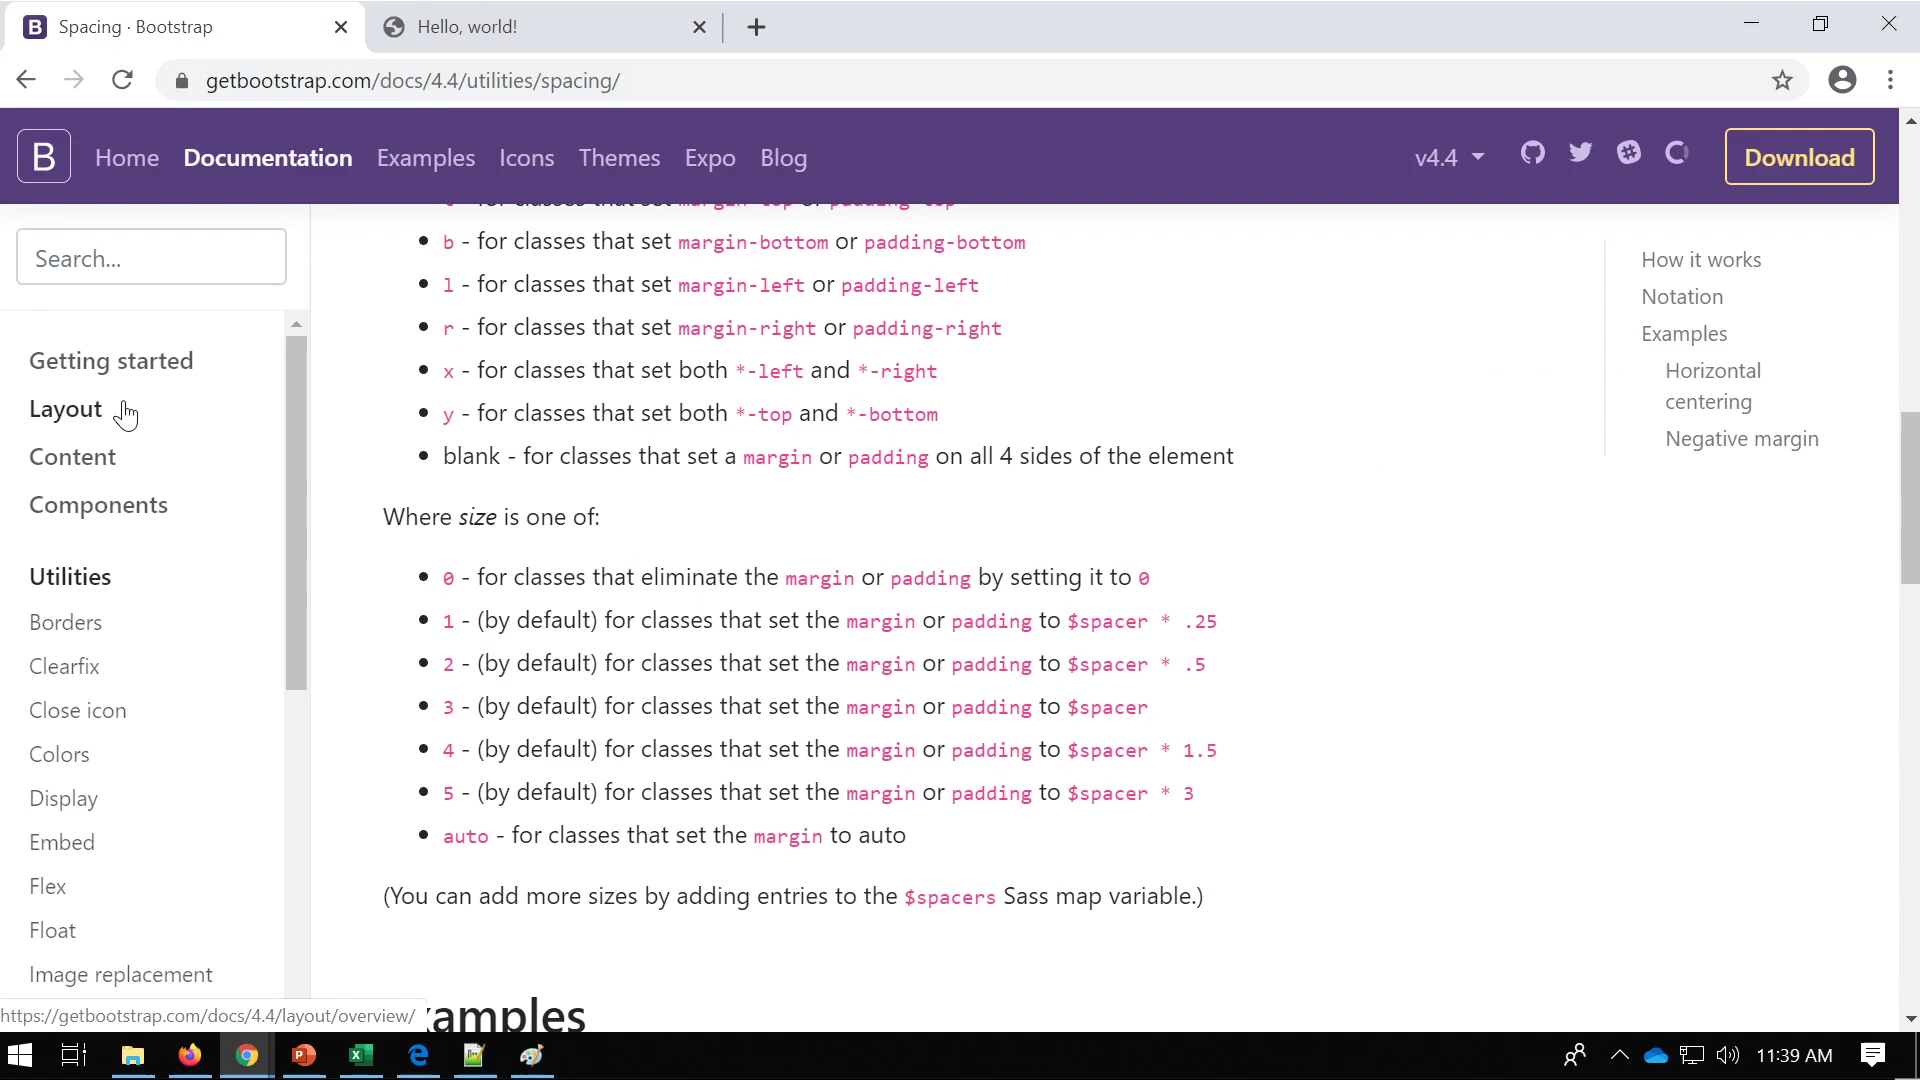 Spacing · Bootstrap
Hello, world!
getbootstrap.com/docs/4.4/utilities/spacing/
B Home Documentation Examples Icons Themes Expo Blog v4.4 Download
Search...
Getting started
Layout
Content
Components
Utilities
Borders
Clearfix
Close icon
Colors
Display
Embed
Flex
Float
Image replacement
https://getbootstrap.com/docs/4.4/layout/overview/
t - for classes that set margin-top or padding-top
b - for classes that set margin-bottom or padding-bottom
l - for classes that set margin-left or padding-left
r - for classes that set margin-right or padding-right
x - for classes that set both *-left and *-right
y - for classes that set both *-top and *-bottom
blank - for classes that set a margin or padding on all 4 sides of the element
Where size is one of:
0 - for classes that eliminate the margin or padding by setting it to 0
1 - (by default) for classes that set the margin or padding to $spacer * .25
2 - (by default) for classes that set the margin or padding to $spacer * .5
3 - (by default) for classes that set the margin or padding to $spacer
4 - (by default) for classes that set the margin or padding to $spacer * 1.5
5 - (by default) for classes that set the margin or padding to $spacer * 3
auto - for classes that set the margin to auto
(You can add more sizes by adding entries to the $spacers Sass map variable.)
xamples
How it works
Notation
Examples
Horizontal
centering
Negative margin
11:39 AM